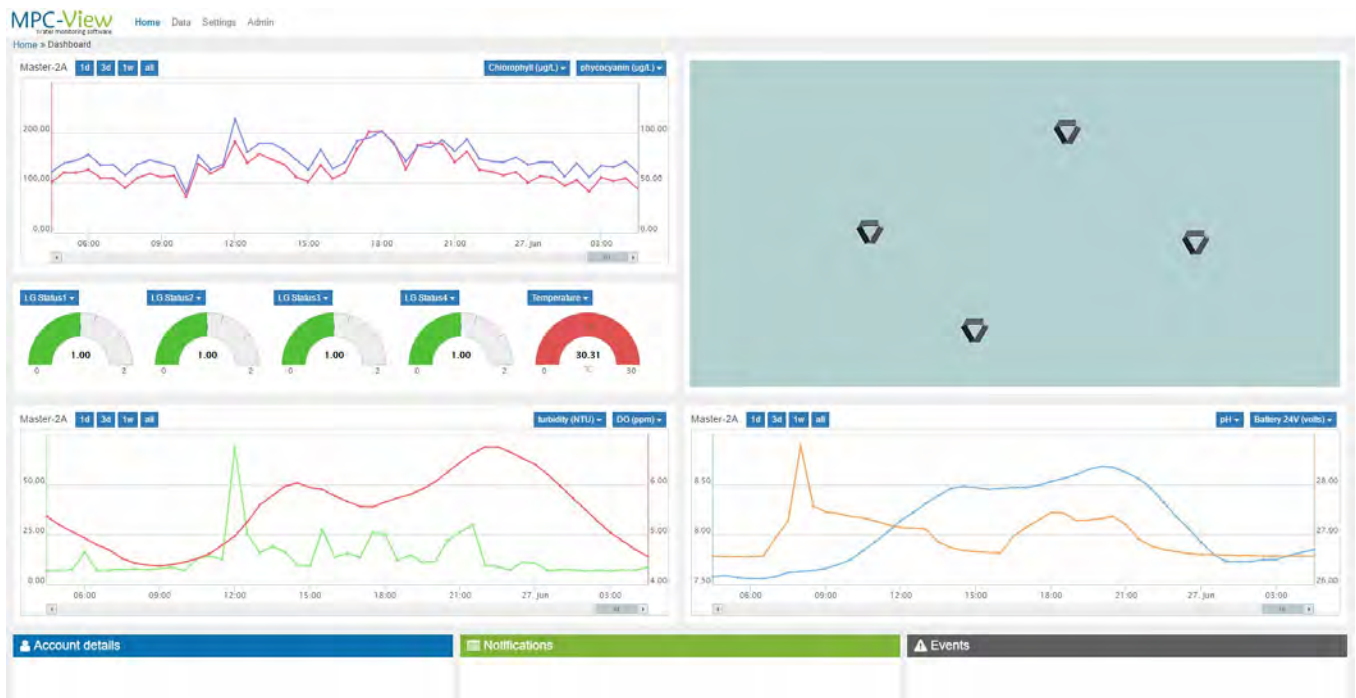 MPC-View
Water monitoring software
Home Data Settings Admin
Home » Dashboard
Master-2A 1d 3d 1w all Chlorophyll (ug/L) phycocyanin (ug/L)
200.00 100.00
100.00 50.00
0.00 0.00
06:00 09:00 12:00 15:00 18:00 21:00 27. Jun 03:00
LG Status1 LG Status2 LG Status3 LG Status4 Temperature
1.00 1.00 1.00 1.00 30.31
0 2 0 2 0 2 0 2 0 °C 50
Master-2A 1d 3d 1w all turbidity (NTU) DO (ppm)
50.00 6.00
25.00 5.00
0.00 4.00
06:00 09:00 12:00 15:00 18:00 21:00 27. Jun 03:00
Master-2A 1d 3d 1w all pH Battery 24V (volts)
8.50 28.00
8.00 27.00
7.50 26.00
06:00 09:00 12:00 15:00 18:00 21:00 27. Jun 03:00
Account details
Notifications
Events